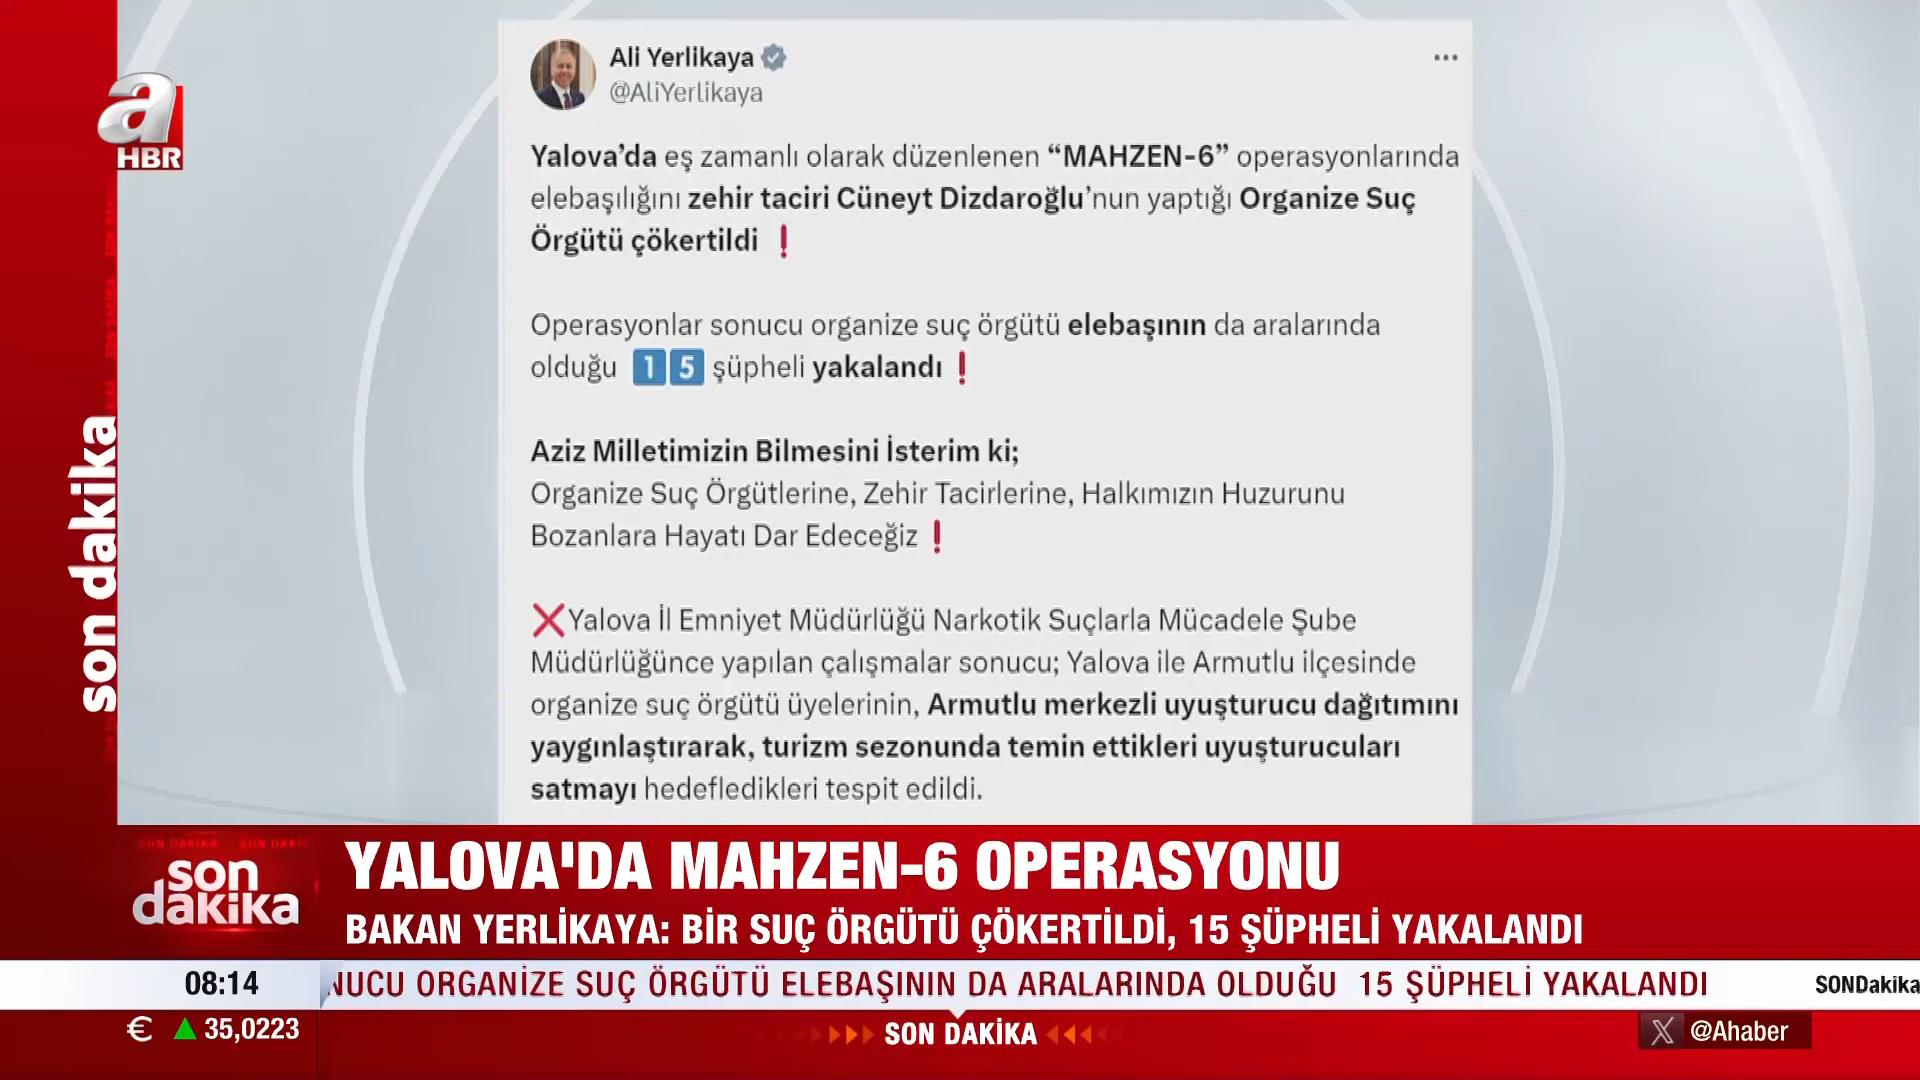 Ali Yerlikaya
@AliYerlikaya
Yalova’da eş zamanlı olarak düzenlenen “MAHZEN-6” operasyonlarında
elebaşılığını zehir taciri Cüneyt Dizdaroğlu’nun yaptığı Organize Suç
Örgütü çökertildi❗
Operasyonlar sonucu organize suç örgütü elebaşının da aralarında
olduğu 1️⃣5️⃣ şüpheli yakalandı❗
Aziz Milletimizin Bilmesini İsterim ki;
Organize Suç Örgütlerine, Zehir Tacirlerine, Halkımızın Huzurunu
Bozanlara Hayatı Dar Edeceğiz❗
❌Yalova İl Emniyet Müdürlüğü Narkotik Suçlarla Mücadele Şube
Müdürlüğünce yapılan çalışmalar sonucu; Yalova ile Armutlu ilçesinde
organize suç örgütü üyelerinin, Armutlu merkezli uyuşturucu dağıtımını
yaygınlaştırarak, turizm sezonunda temin ettikleri uyuşturucuları
satmayı hedefledikleri tespit edildi.
a
HBR
son dakika
son
dakika
YALOVA'DA MAHZEN-6 OPERASYONU
BAKAN YERLİKAYA: BİR SUÇ ÖRGÜTÜ ÇÖKERTİLDİ, 15 ŞÜPHELİ YAKALANDI
08:14
NUCU ORGANİZE SUÇ ÖRGÜTÜ ELEBAŞININ DA ARALARINDA OLDUĞU 15 ŞÜPHELİ YAKALANDI
SONDakika
€ ▲ 35,0223
SON DAKİKA
@Ahaber